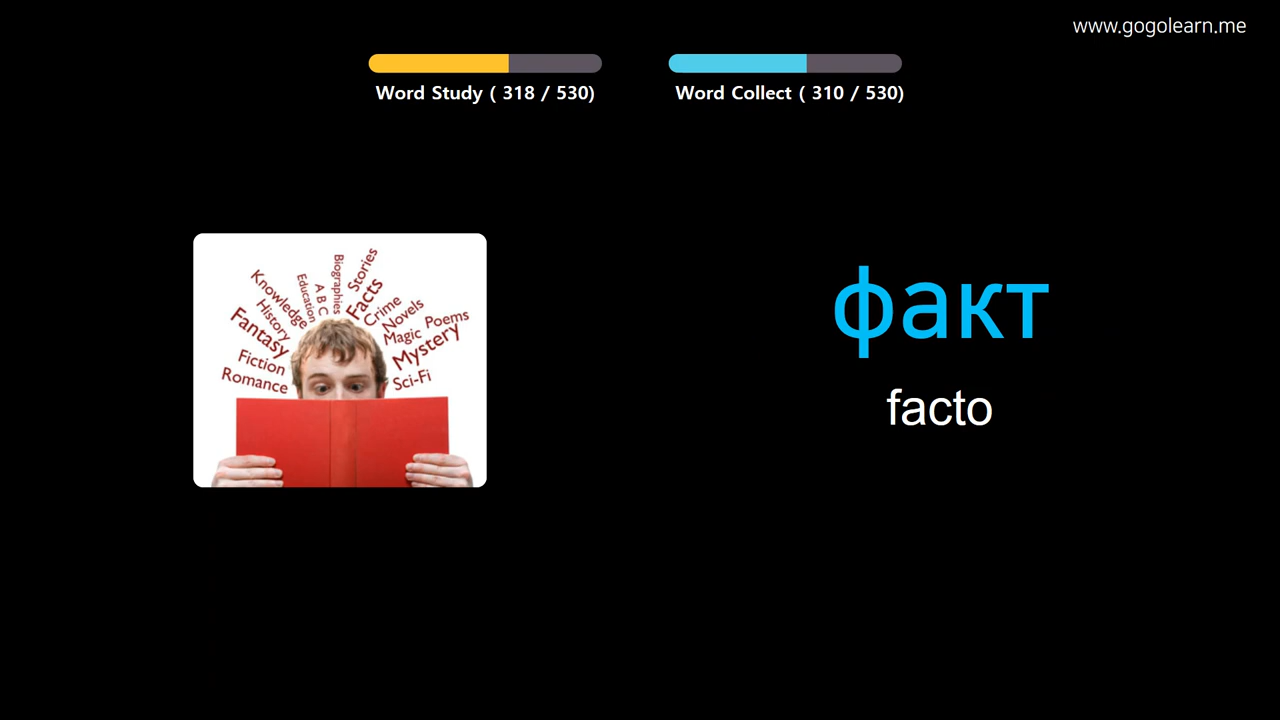 www.gogolearn.me
Word Study ( 318 / 530)
Word Collect ( 310 / 530)
Stories
Biographies
Facts
A B C
Education
Knowledge
Crime
History
Novels
Fantasy
Poems
Magic
Mystery
Fiction
Romance
Sci-Fi
факт
facto